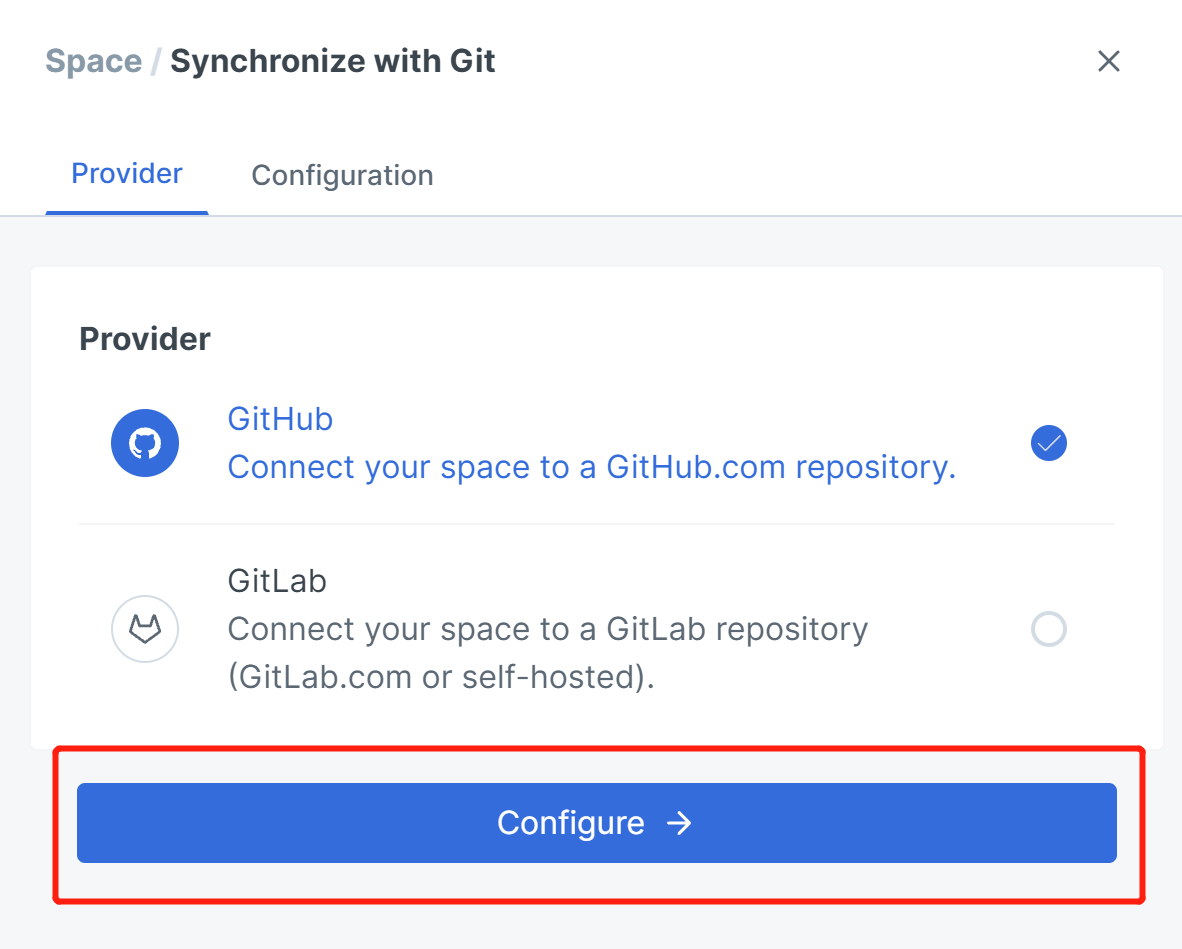 Space / Synchronize with Git
Provider Configuration
Provider
GitHub
Connect your space to a GitHub.com repository.
GitLab
Connect your space to a GitLab repository
(GitLab.com or self-hosted).
Configure →